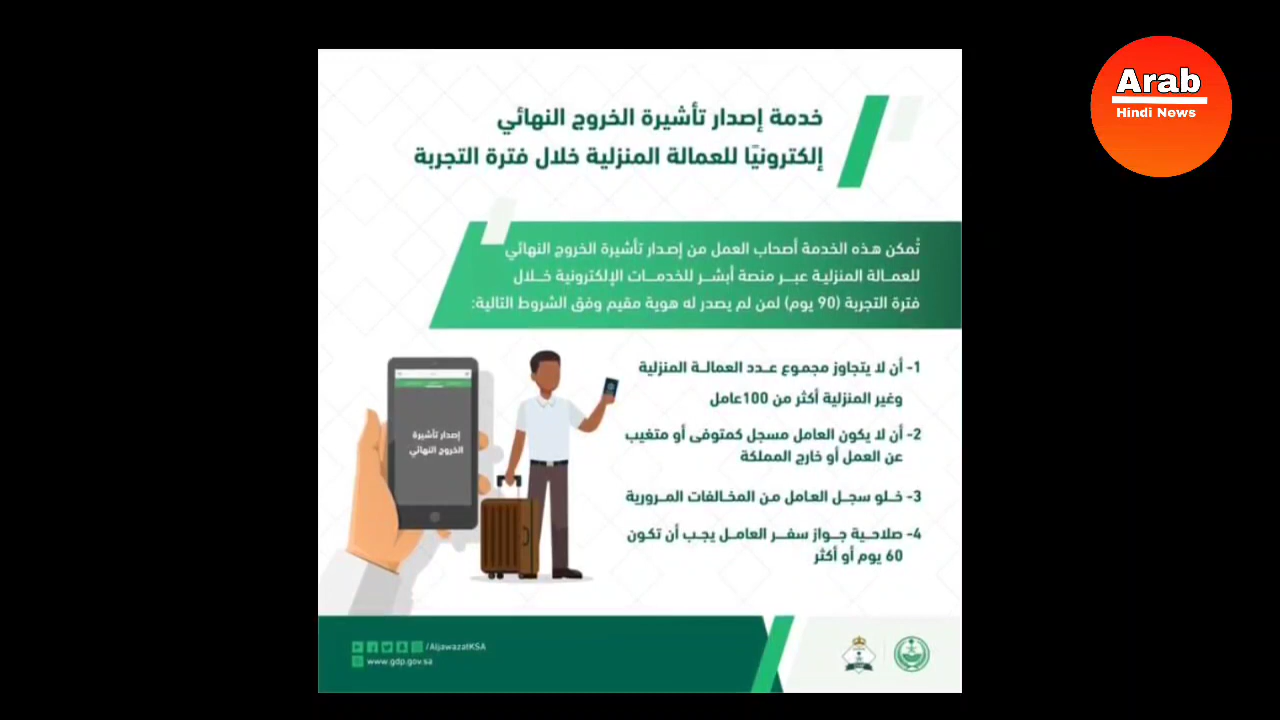 Arab
Hindi News
خدمة إصدار تأشيرة الخروج النهائي
إلكترونيًا للعمالة المنزلية خلال فترة التجربة
تُمكن هذه الخدمة أصحاب العمل من إصدار تأشيرة الخروج النهائي
للعمالة المنزلية عبر منصة أبشر للخدمات الإلكترونية خلال
فترة التجربة (90 يوم) لمن لم يصدر له هوية مقيم وفق الشروط التالية:
1- أن لا يتجاوز مجموع عدد العمالة المنزلية
وغير المنزلية أكثر من 100عامل
2- أن لا يكون العامل مسجل كمتوفى أو متغيب
عن العمل أو خارج المملكة
3- خلو سجل العامل من المخالفات المرورية
4- صلاحية جواز سفر العامل يجب أن تكون
60 يوم أو أكثر
إصدار تأشيرة
الخروج النهائي
/AljawazatKSA
www.gdp.gov.sa